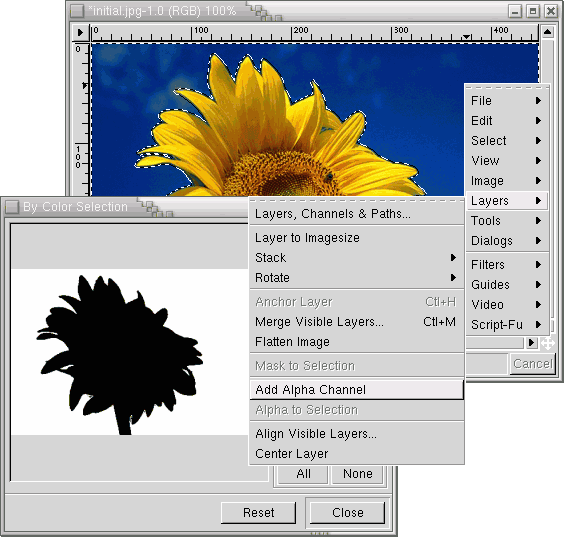 *initial.jpg-1.0 (RGB) 100%
0 100 200 300 400
0
100
File
Edit
Select
View
Image
Layers
Tools
Dialogs
Filters
Guides
Video
Script-Fu
Cancel
By Color Selection
Layers, Channels & Paths...
Layer to Imagesize
Stack
Rotate
Anchor Layer Ctl+H
Merge Visible Layers... Ctl+M
Flatten Image
Mask to Selection
Add Alpha Channel
Alpha to Selection
Align Visible Layers...
Center Layer
All None
Reset Close